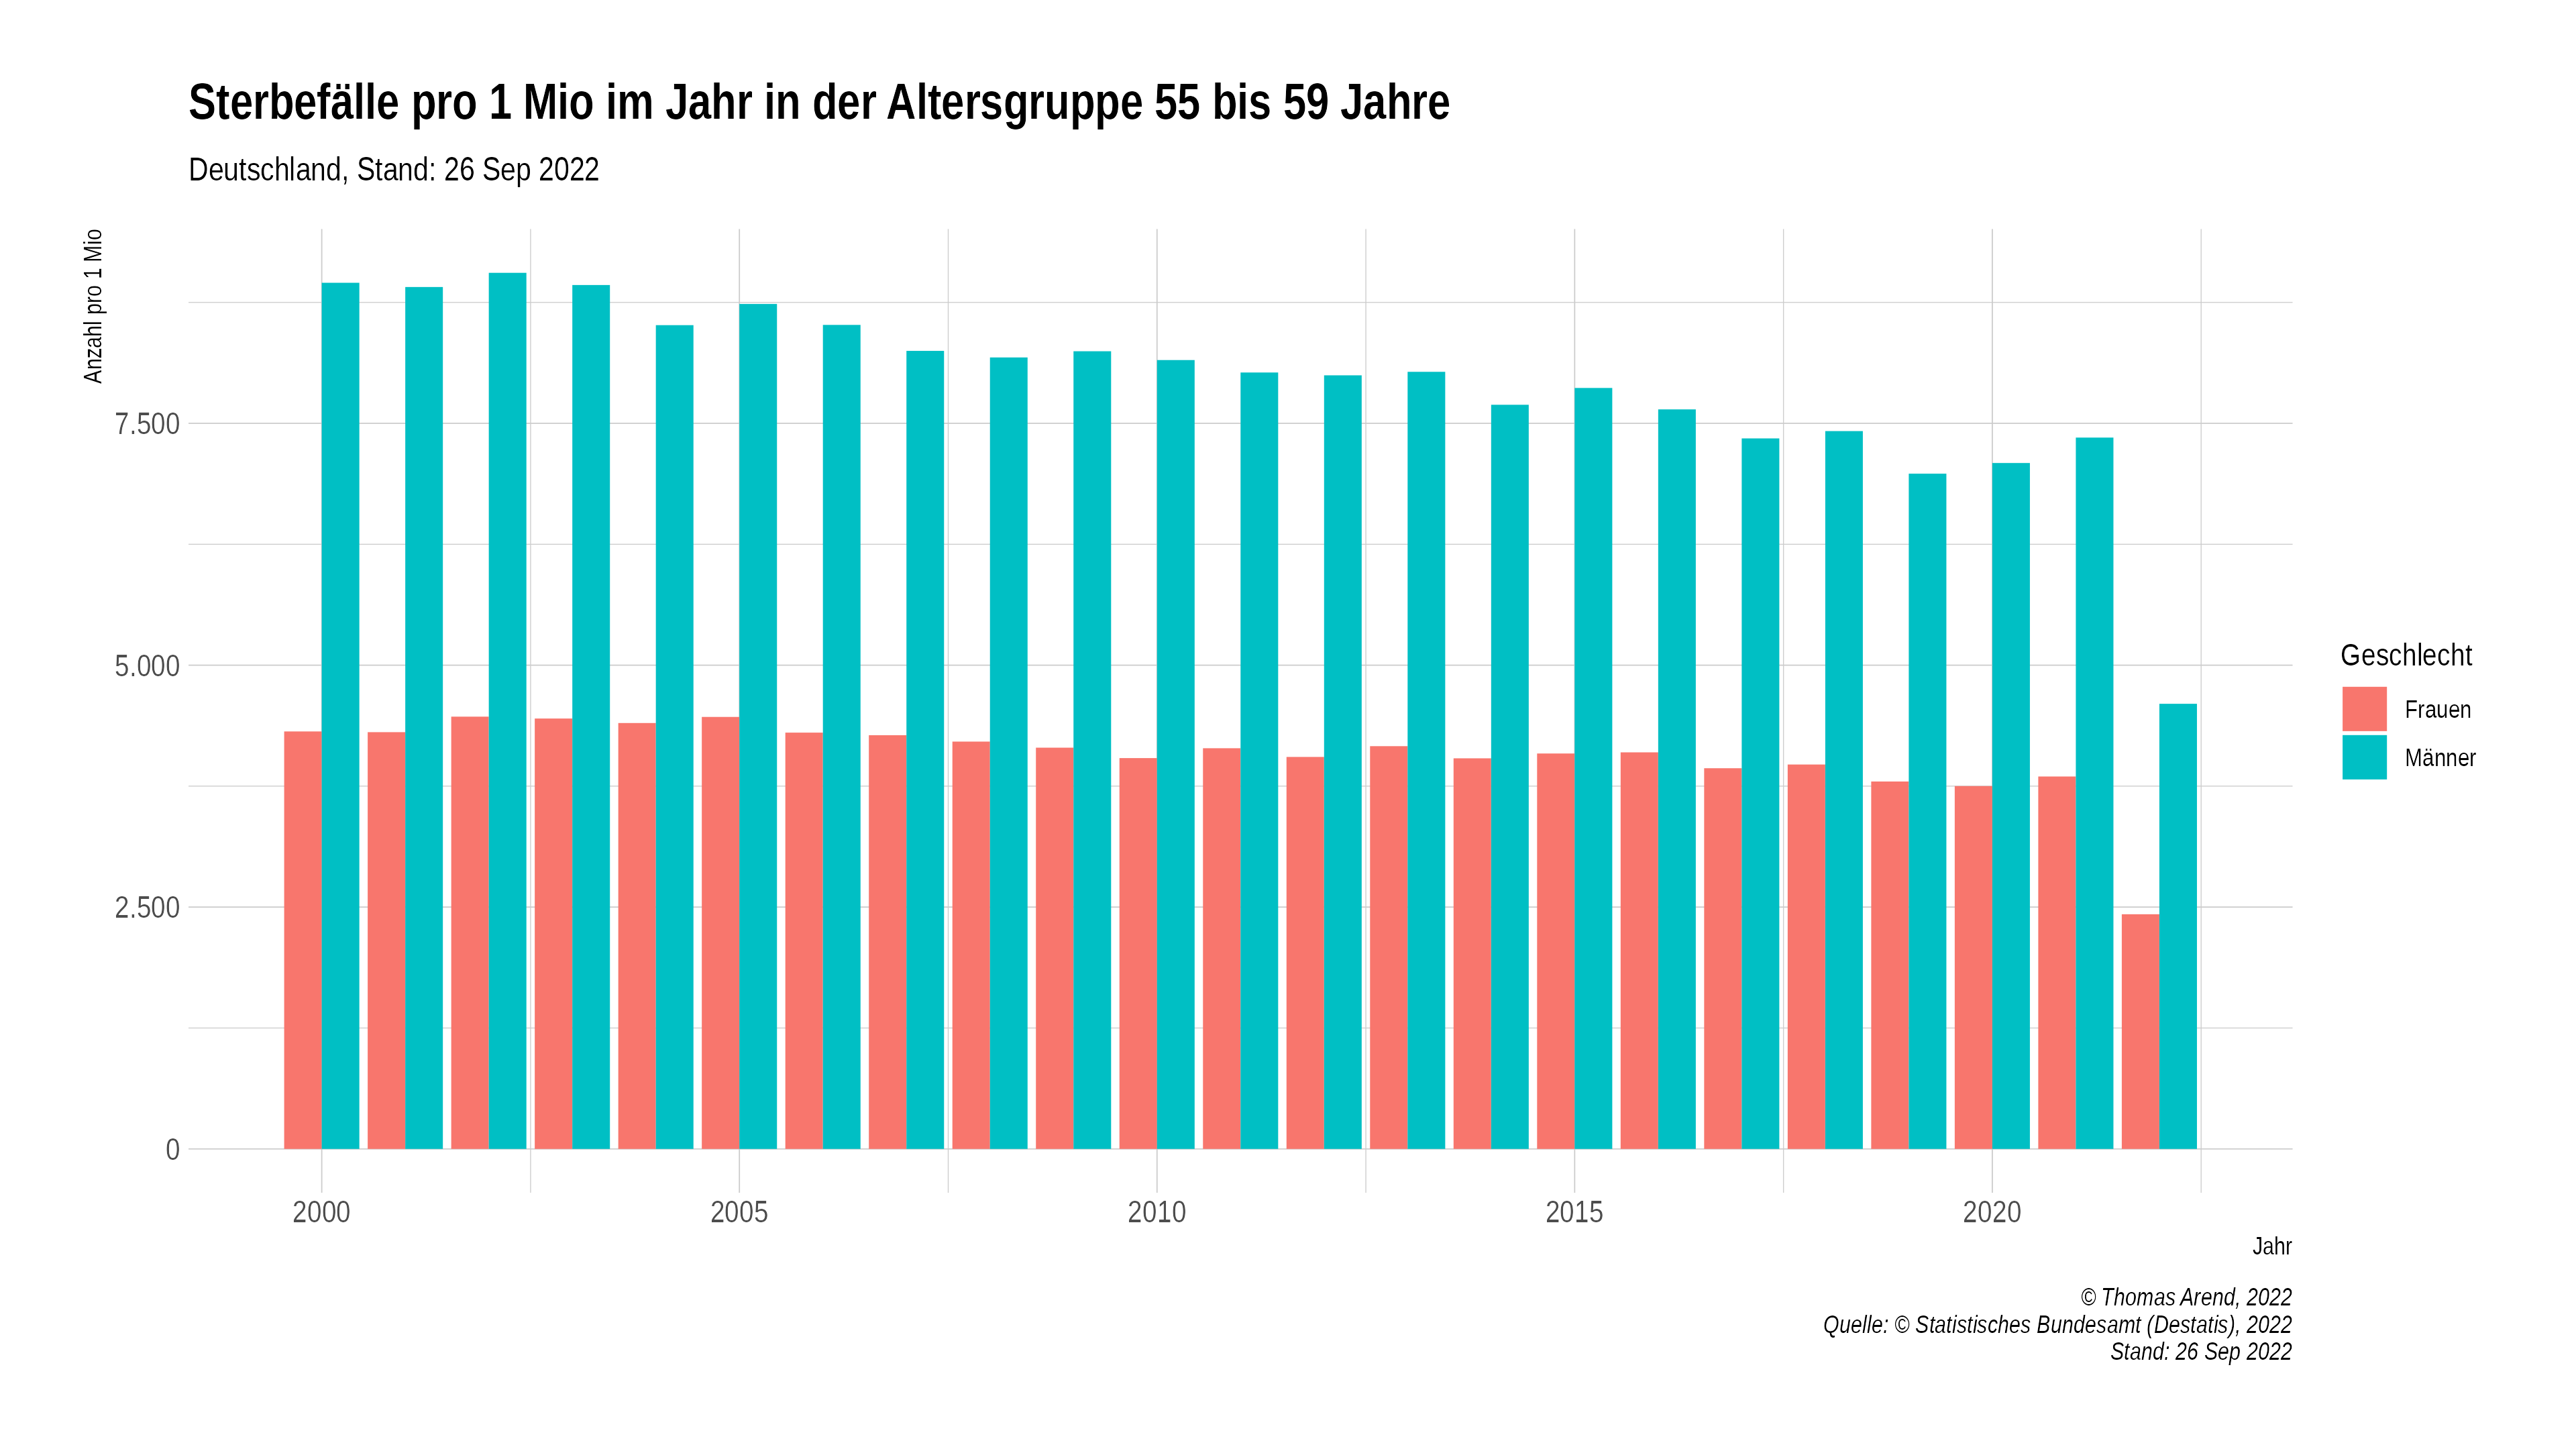 Sterbefälle pro 1 Mio im Jahr in der Altersgruppe 55 bis 59 Jahre
Deutschland, Stand: 26 Sep 2022
Anzahl pro 1 Mio
7.500
5.000
2.500
0
2000
2005
2010
2015
2020
Jahr
Geschlecht
Frauen
Männer
© Thomas Arend, 2022
Quelle: © Statistisches Bundesamt (Destatis), 2022
Stand: 26 Sep 2022